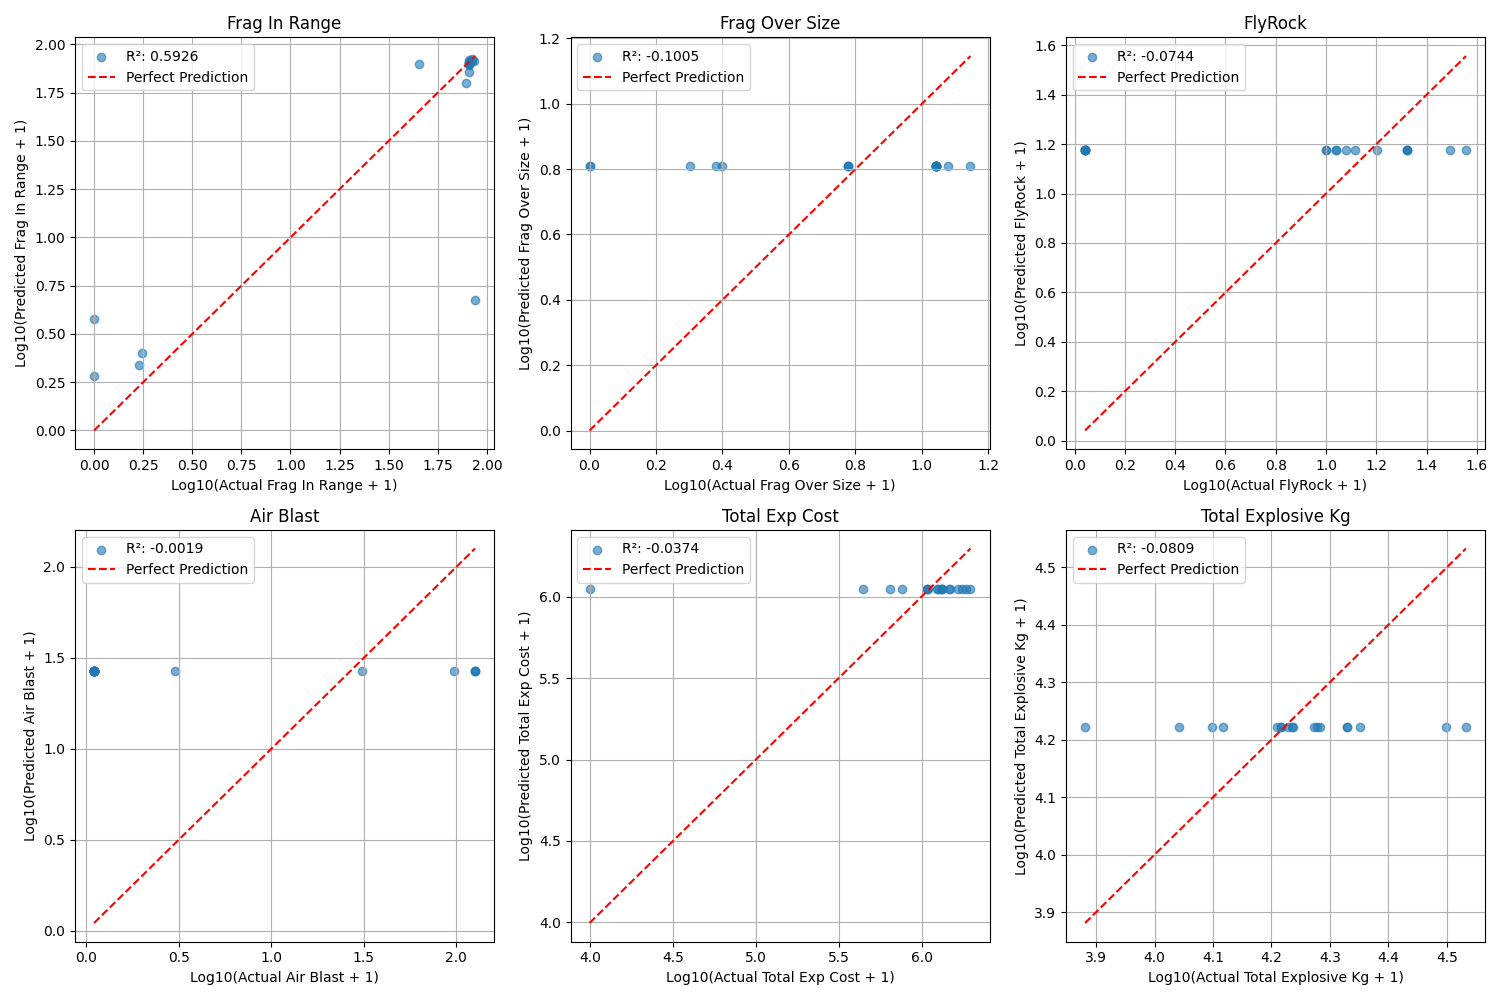 Frag In Range
R²: 0.5926
Perfect Prediction
Log10(Predicted Frag In Range + 1)
2.00
1.75
1.50
1.25
1.00
0.75
0.50
0.25
0.00
0.00 0.25 0.50 0.75 1.00 1.25 1.50 1.75 2.00
Log10(Actual Frag In Range + 1)
Frag Over Size
R²: -0.1005
Perfect Prediction
Log10(Predicted Frag Over Size + 1)
1.2
1.0
0.8
0.6
0.4
0.2
0.0
0.0 0.2 0.4 0.6 0.8 1.0 1.2
Log10(Actual Frag Over Size + 1)
FlyRock
R²: -0.0744
Perfect Prediction
Log10(Predicted FlyRock + 1)
1.6
1.4
1.2
1.0
0.8
0.6
0.4
0.2
0.0
0.0 0.2 0.4 0.6 0.8 1.0 1.2 1.4 1.6
Log10(Actual FlyRock + 1)
Air Blast
R²: -0.0019
Perfect Prediction
Log10(Predicted Air Blast + 1)
2.0
1.5
1.0
0.5
0.0
0.0 0.5 1.0 1.5 2.0
Log10(Actual Air Blast + 1)
Total Exp Cost
R²: -0.0374
Perfect Prediction
Log10(Predicted Total Exp Cost + 1)
6.0
5.5
5.0
4.5
4.0
4.0 4.5 5.0 5.5 6.0
Log10(Actual Total Exp Cost + 1)
Total Explosive Kg
R²: -0.0809
Perfect Prediction
Log10(Predicted Total Explosive Kg + 1)
4.5
4.4
4.3
4.2
4.1
4.0
3.9
3.9 4.0 4.1 4.2 4.3 4.4 4.5
Log10(Actual Total Explosive Kg + 1)